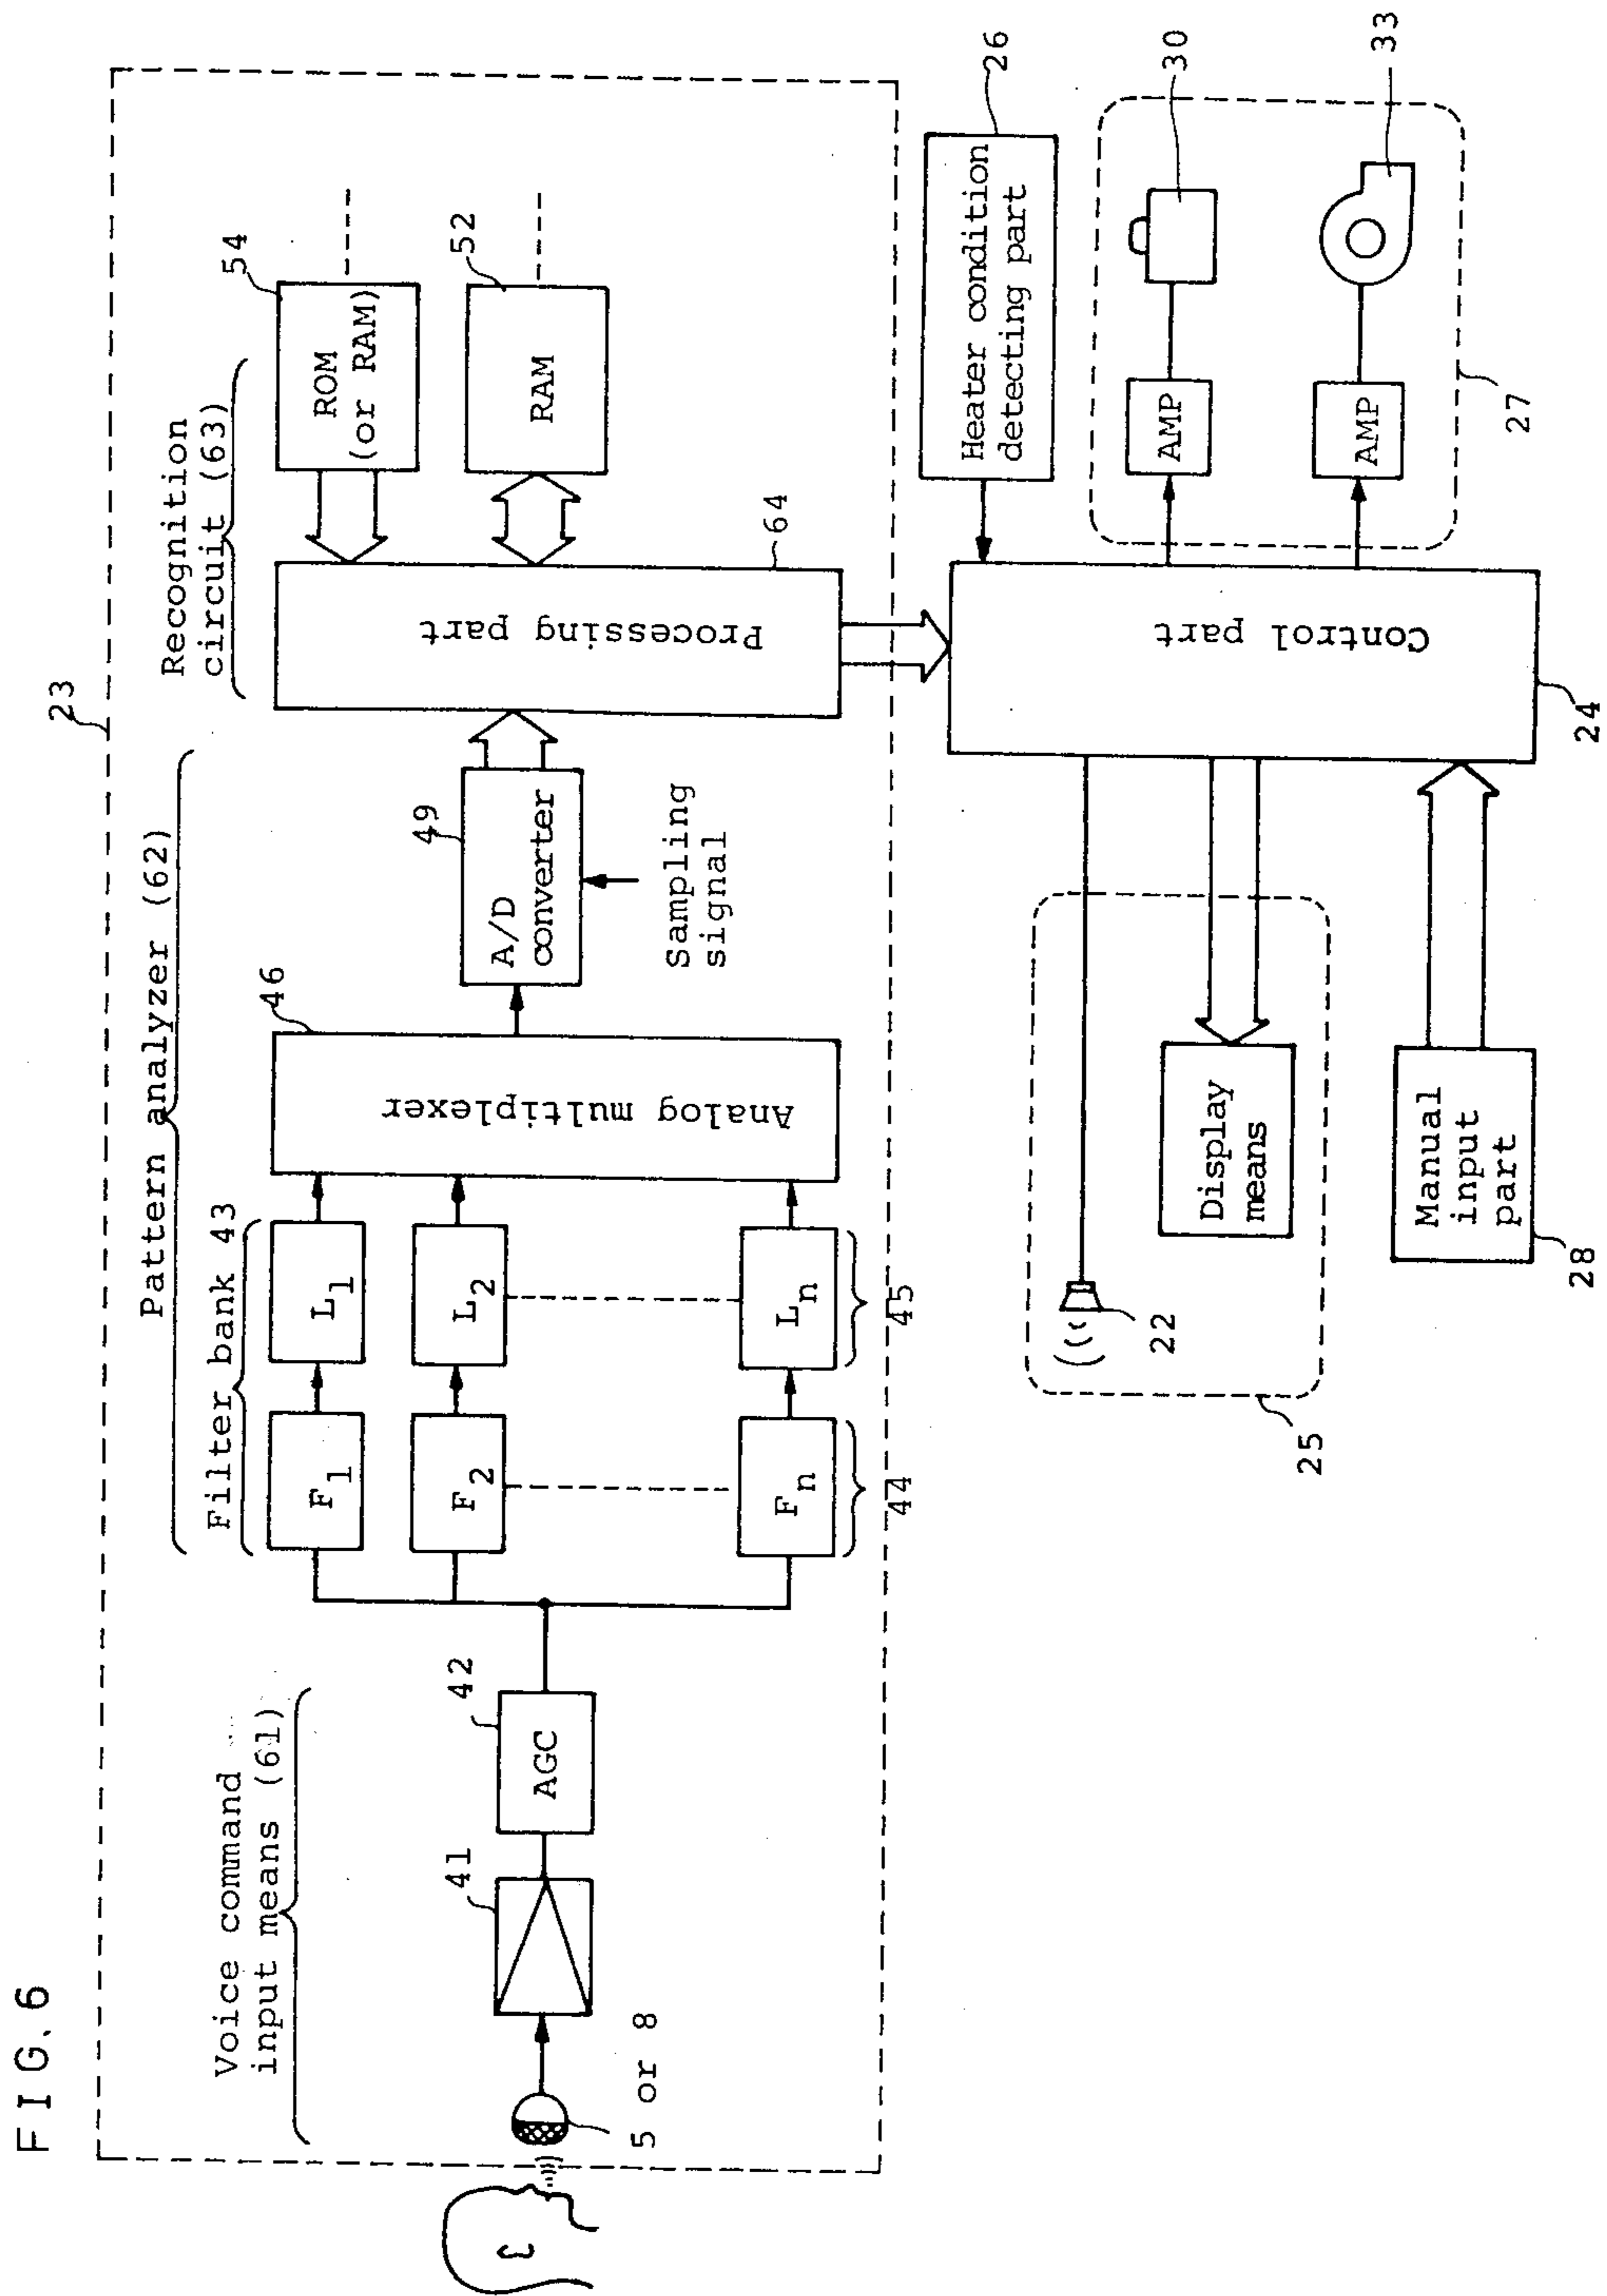 FIG. 6
23
Voice command
input means (61)
Pattern analyzer (62)
Recognition
circuit (63)
Filter bank 43
5 or 8
41
42
AGC
F1
L1
F2
L2
Fn
Ln
44
45
46
Analog multiplexer
49
A/D
converter
Sampling
signal
Processing part
64
54
ROM
(or RAM)
52
RAM
26
Heater condition
detecting part
Control part
24
AMP
30
AMP
33
27
22
Display
means
25
Manual
input
part
28